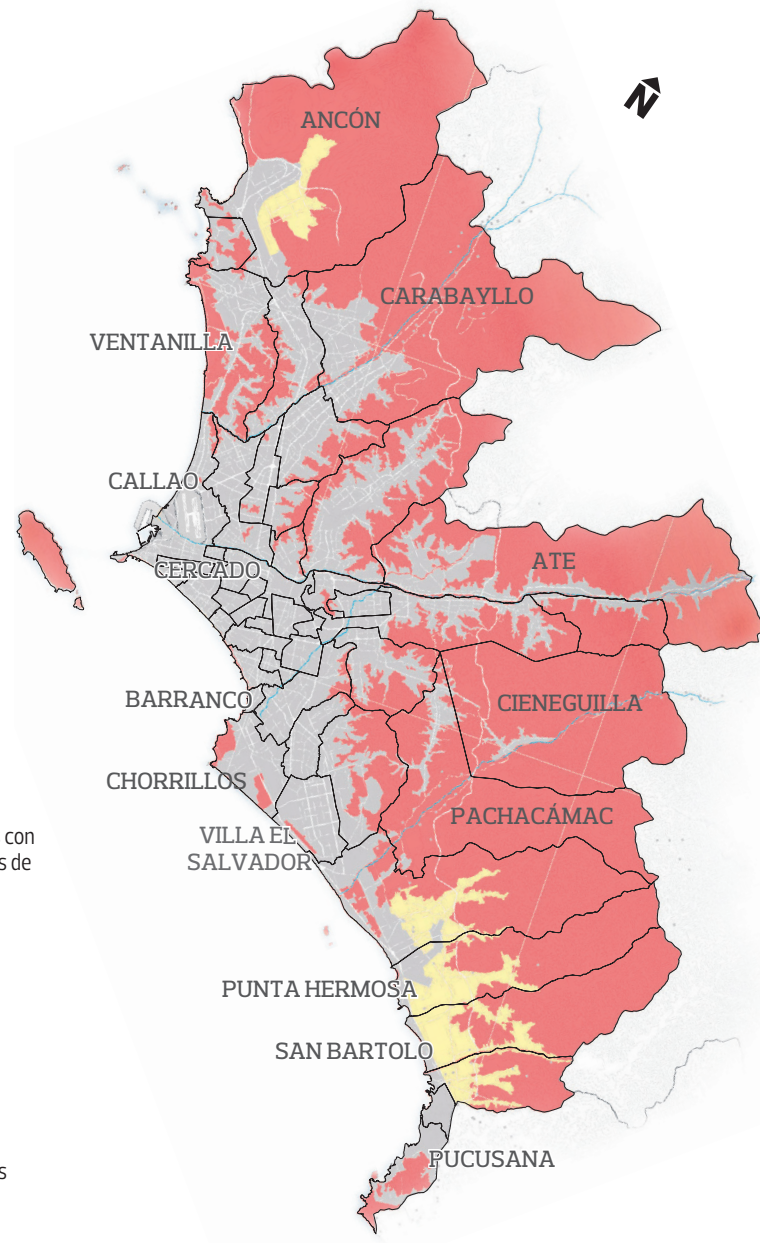 N
ANCÓN
CARABAYLLO
VENTANILLA
CALLAO
ATE
CERCADO
CIENEGUILLA
BARRANCO
CHORRILLOS
PACHACÁMAC
VILLA EL
SALVADOR
con
s de
PUNTA HERMOSA
SAN BARTOLO
PUCUSANA
s